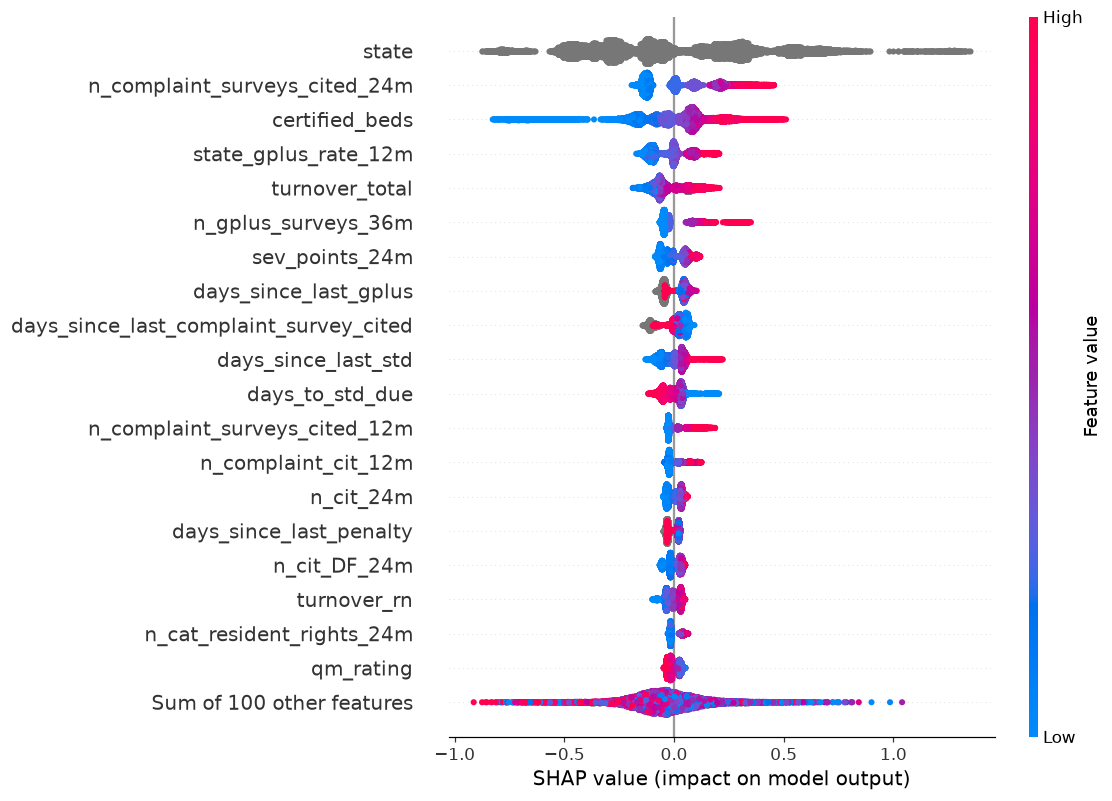 High
state
n_complaint_surveys_cited_24m
certified_beds
state_gplus_rate_12m
turnover_total
n_gplus_surveys_36m
sev_points_24m
days_since_last_gplus
days_since_last_complaint_survey_cited
days_since_last_std
days_to_std_due
n_complaint_surveys_cited_12m
n_complaint_cit_12m
n_cit_24m
days_since_last_penalty
n_cit_DF_24m
turnover_rn
n_cat_resident_rights_24m
qm_rating
Sum of 100 other features
Feature value
Low
−1.0 −0.5 0.0 0.5 1.0
SHAP value (impact on model output)